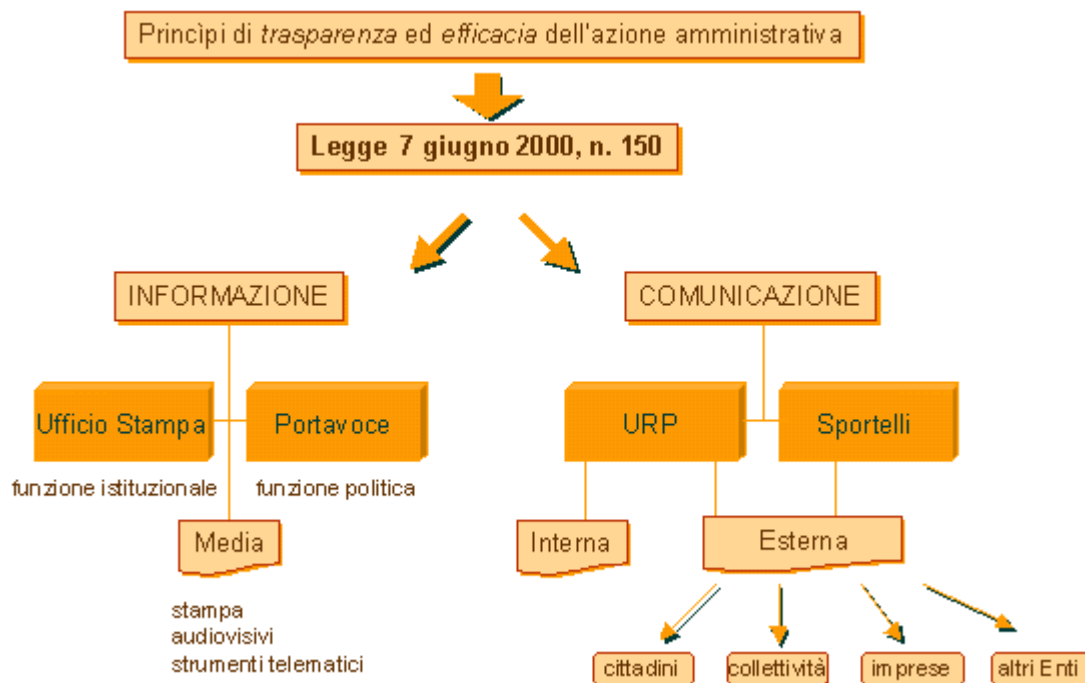 Princìpi di trasparenza ed efficacia dell'azione amministrativa
Legge 7 giugno 2000, n. 150
INFORMAZIONE
COMUNICAZIONE
Ufficio Stampa
Portavoce
URP
Sportelli
funzione istituzionale
funzione politica
Media
Interna
Esterna
stampa
audiovisivi
strumenti telematici
cittadini
collettività
imprese
altri Enti